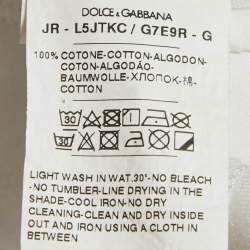 DOLCE & GABBANA
JR - L5JTKC / G7E9R - G
100% COTONE-COTTON-ALGODON-
COTON-ALGODÃO-
BAUMWOLLE-ХЛОПОК-棉-
COTTON
30
LIGHT WASH IN WAT. 30°-NO BLEACH
-NO TUMBLER-LINE DRYING IN THE
SHADE-COOL IRON-NO DRY
CLEANING-CLEAN AND DRY INSIDE
OUT AND IRON USING A CLOTH IN
BETWEEN